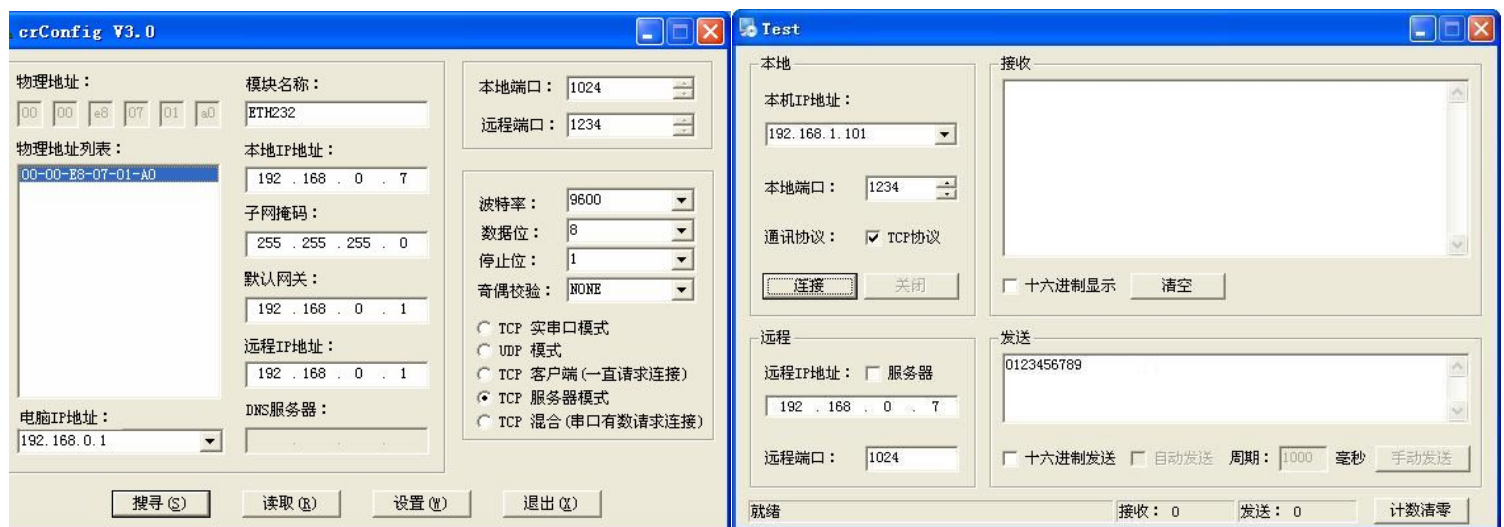 crConfig V3.0
物理地址：
00 00 e8 07 01 a0
物理地址列表：
00-00-E8-07-01-A0
电脑IP地址：
192.168.0.1
模块名称：
ETH232
本地IP地址：
192 . 168 . 0 . 7
子网掩码：
255 . 255 . 255 . 0
默认网关：
192 . 168 . 0 . 1
远程IP地址：
192 . 168 . 0 . 1
DNS服务器：
. . .
本地端口： 1024
远程端口： 1234
波特率： 9600
数据位： 8
停止位： 1
奇偶校验： NONE
TCP 实串口模式
UDP 模式
TCP 客户端(一直请求连接)
TCP 服务器模式
TCP 混合(串口有数请求连接)
搜寻(S) 读取(R) 设置(W) 退出(X)
Test
本地
本机IP地址：
192.168.1.101
本地端口： 1234
通讯协议： TCP协议
连接 关闭
接收
十六进制显示 清空
远程
远程IP地址： 服务器
192 . 168 . 0 . 7
远程端口： 1024
发送
0123456789
十六进制发送 自动发送 周期： 1000 毫秒 手动发送
就绪 接收： 0 发送： 0 计数清零